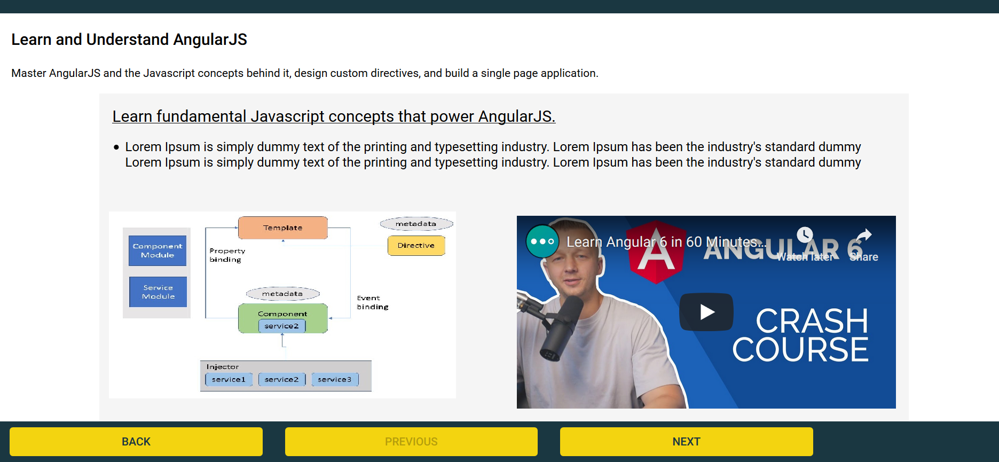 Learn and Understand AngularJS
Master AngularJS and the Javascript concepts behind it, design custom directives, and build a single page application.
Learn fundamental Javascript concepts that power AngularJS.
● Lorem Ipsum is simply dummy text of the printing and typesetting industry. Lorem Ipsum has been the industry's standard dummy
Lorem Ipsum is simply dummy text of the printing and typesetting industry. Lorem Ipsum has been the industry's standard dummy
Component
Module
Service
Module
Template
Property
binding
metadata
Directive
metadata
Component
service2
Event
binding
Injector
service1 service2 service3
Learn Angular 6 in 60 Minutes...
A
ANGULAR 6
Watch later
Share
CRASH
COURSE
BACK
PREVIOUS
NEXT